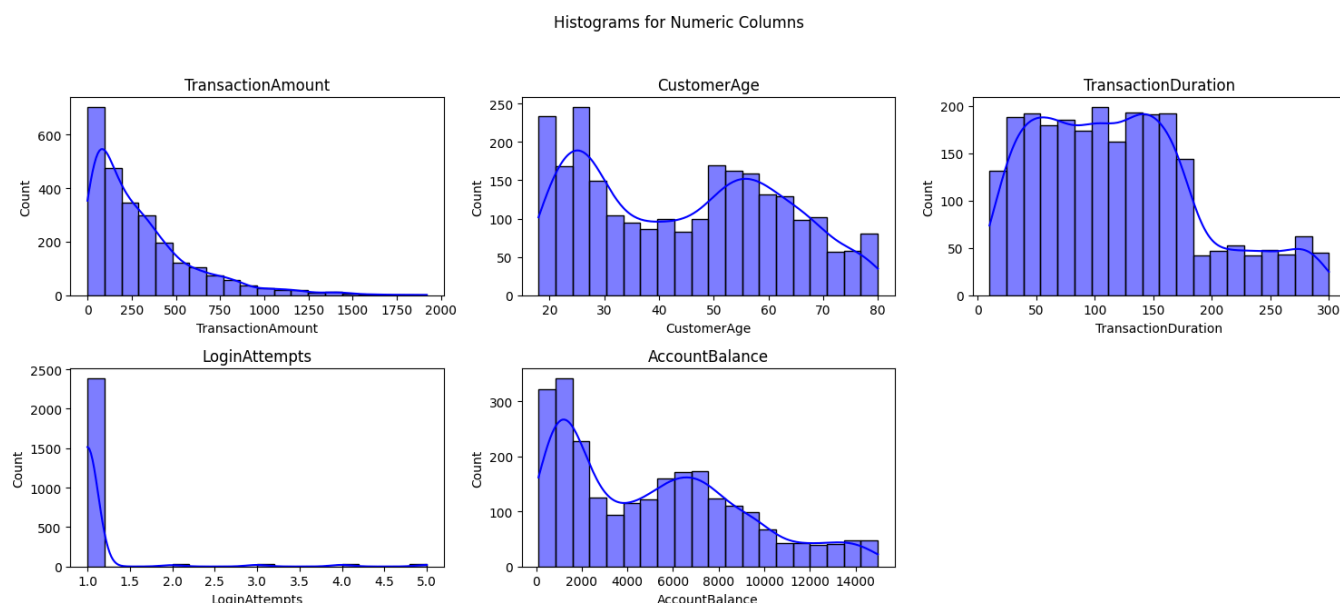 Histograms for Numeric Columns
TransactionAmount
600
400
200
0
Count
0 250 500 750 1000 1250 1500 1750 2000
TransactionAmount
CustomerAge
250
200
150
100
50
0
Count
20 30 40 50 60 70 80
CustomerAge
TransactionDuration
200
150
100
50
0
Count
0 50 100 150 200 250 300
TransactionDuration
LoginAttempts
2500
2000
1500
1000
500
0
Count
1.0 1.5 2.0 2.5 3.0 3.5 4.0 4.5 5.0
LoginAttempts
AccountBalance
300
200
100
0
Count
0 2000 4000 6000 8000 10000 12000 14000
AccountBalance